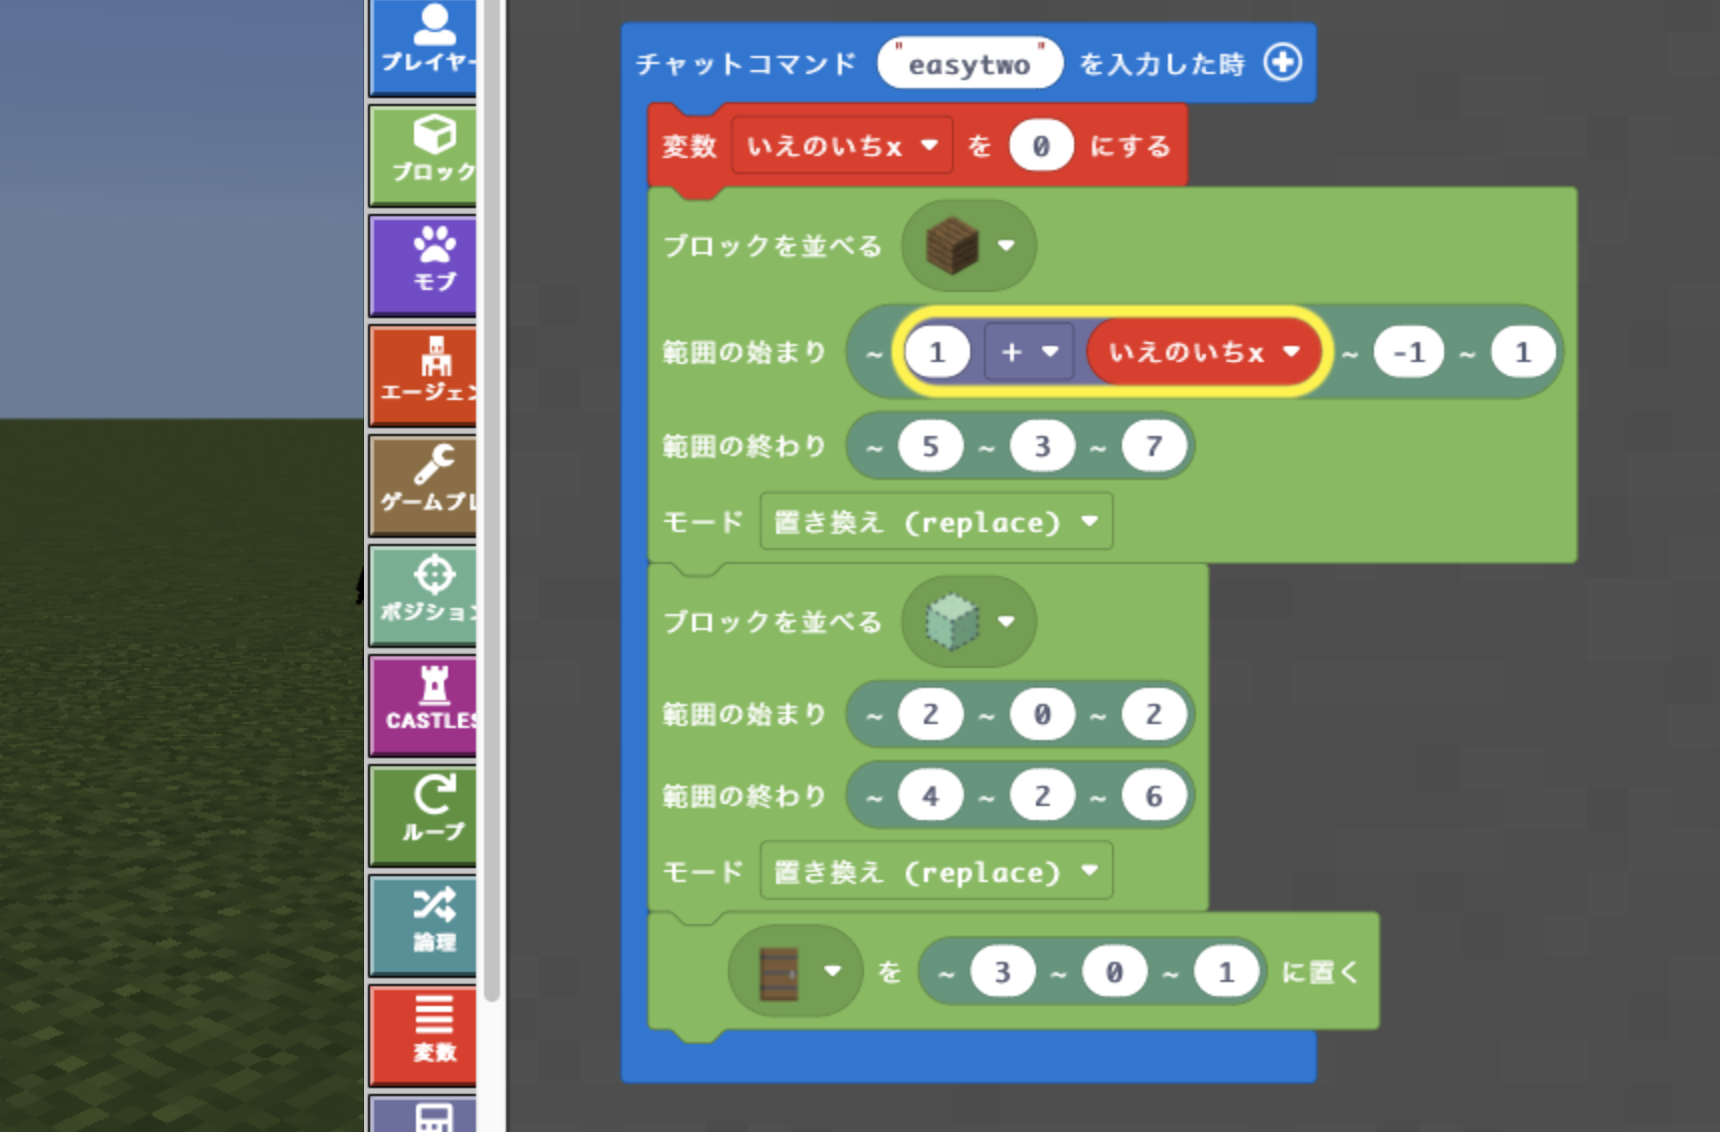 プレイヤー
ブロック
モブ
エージェン
ゲームプレ
ポジション
CASTLES
ループ
論理
変数
チャットコマンド "easytwo" を入力した時
変数 いえのいちx を 0 にする
ブロックを並べる
範囲の始まり ~ 1 + いえのいちx ~ -1 ~ 1
範囲の終わり ~ 5 ~ 3 ~ 7
モード 置き換え (replace)
ブロックを並べる
範囲の始まり ~ 2 ~ 0 ~ 2
範囲の終わり ~ 4 ~ 2 ~ 6
モード 置き換え (replace)
を ~ 3 ~ 0 ~ 1 に置く